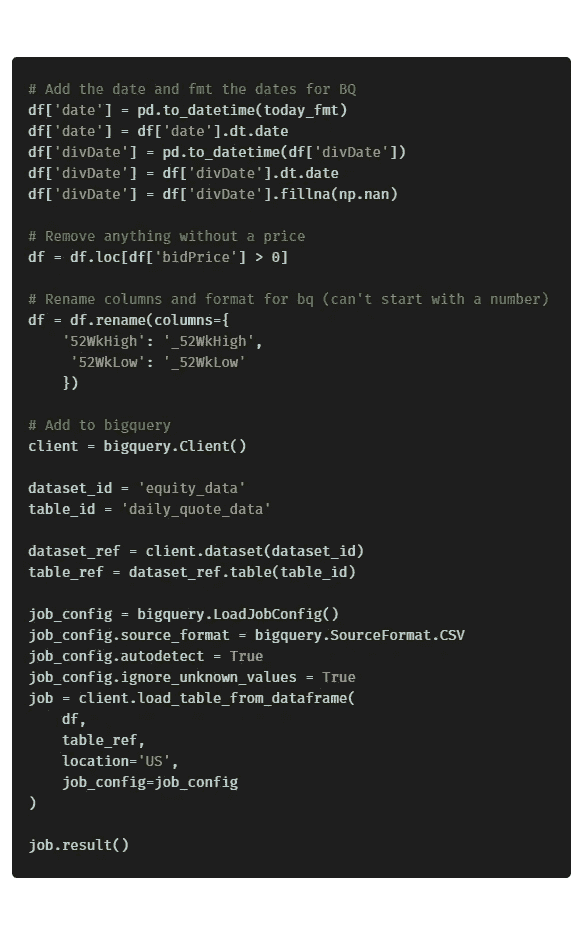 # Add the date and fmt the dates for BQ
df['date'] = pd.to_datetime(today_fmt)
df['date'] = df['date'].dt.date
df['divDate'] = pd.to_datetime(df['divDate'])
df['divDate'] = df['divDate'].dt.date
df['divDate'] = df['divDate'].fillna(np.nan)

# Remove anything without a price
df = df.loc[df['bidPrice'] > 0]

# Rename columns and format for bq (can't start with a number)
df = df.rename(columns={
    '52WkHigh': '_52WkHigh',
     '52WkLow': '_52WkLow'
    })

# Add to bigquery
client = bigquery.Client()

dataset_id = 'equity_data'
table_id = 'daily_quote_data'

dataset_ref = client.dataset(dataset_id)
table_ref = dataset_ref.table(table_id)

job_config = bigquery.LoadJobConfig()
job_config.source_format = bigquery.SourceFormat.CSV
job_config.autodetect = True
job_config.ignore_unknown_values = True
job = client.load_table_from_dataframe(
    df,
    table_ref,
    location='US',
    job_config=job_config
)

job.result()